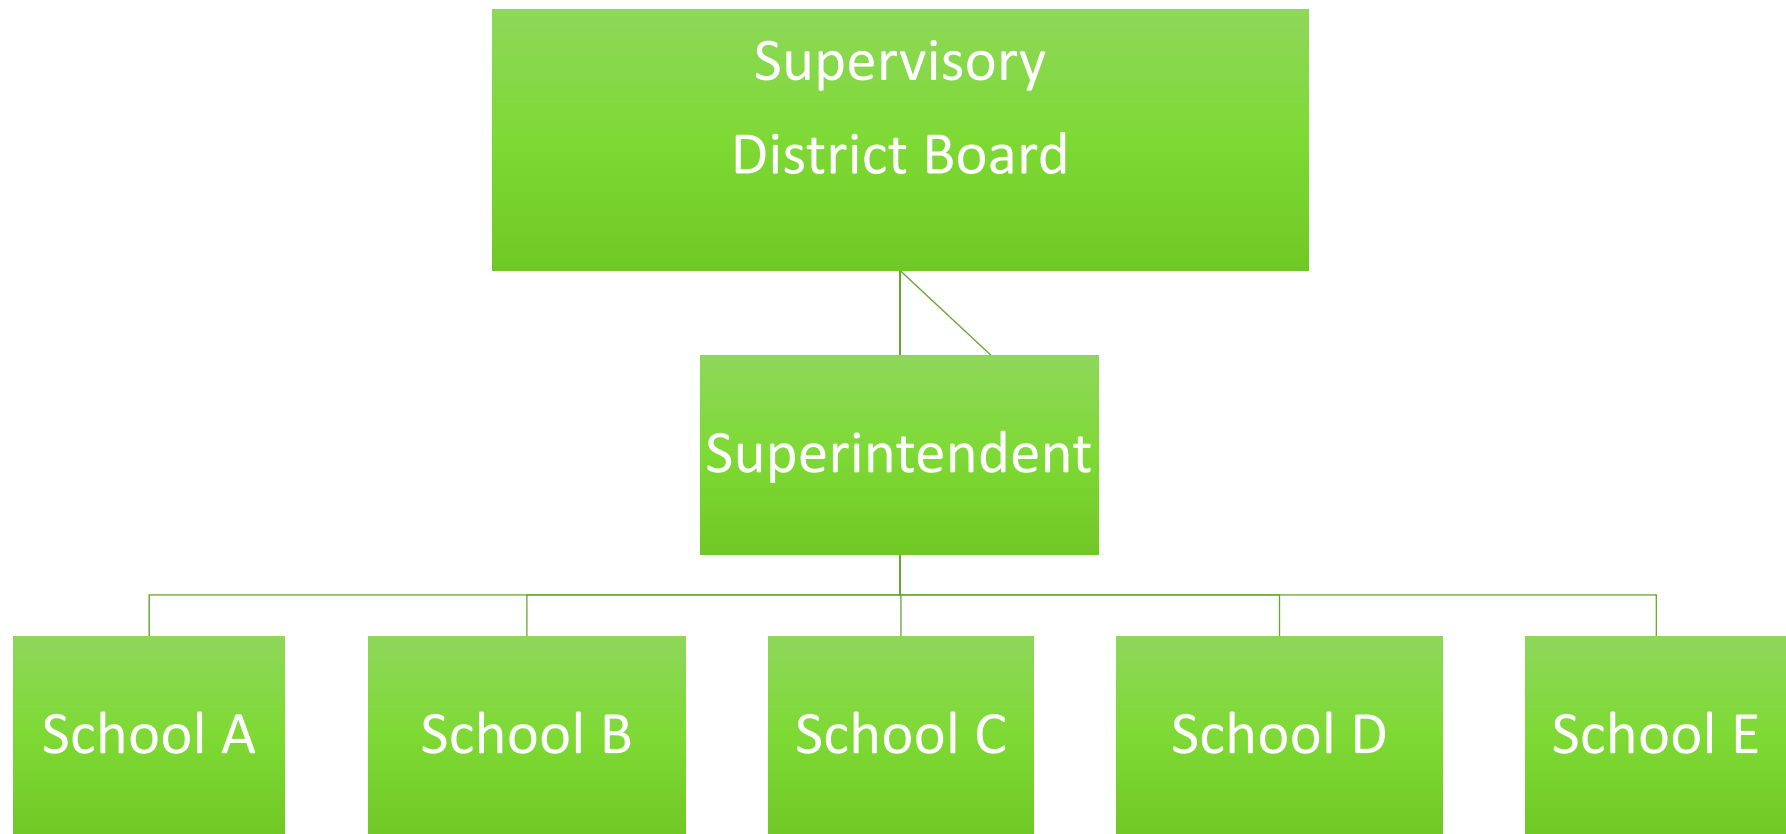 Supervisory
District Board
Superintendent
School A
School B
School C
School D
School E